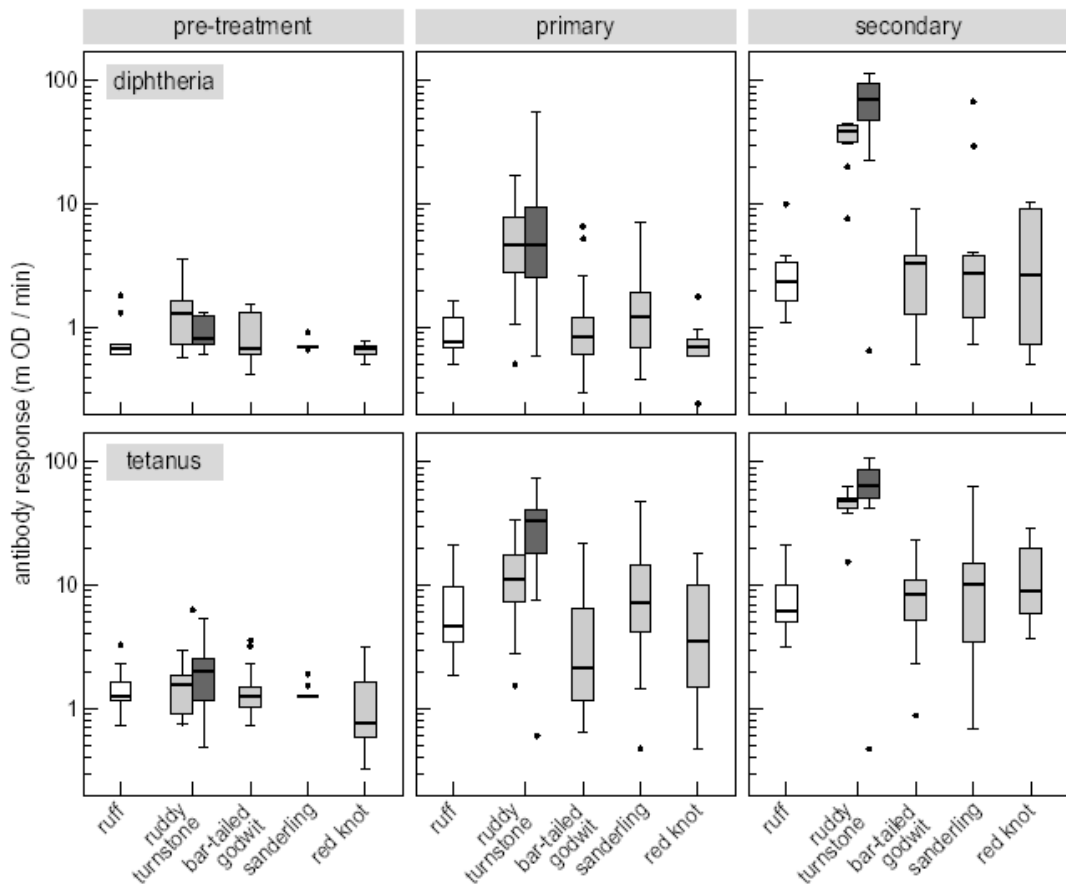 pre-treatment
primary
secondary
diphtheria
100
10
1
tetanus
100
10
1
antibody response (m OD / min)
ruff
ruddy
turnstone
bar-tailed
godwit
sanderling
red knot
ruff
ruddy
turnstone
bar-tailed
godwit
sanderling
red knot
ruff
ruddy
turnstone
bar-tailed
godwit
sanderling
red knot